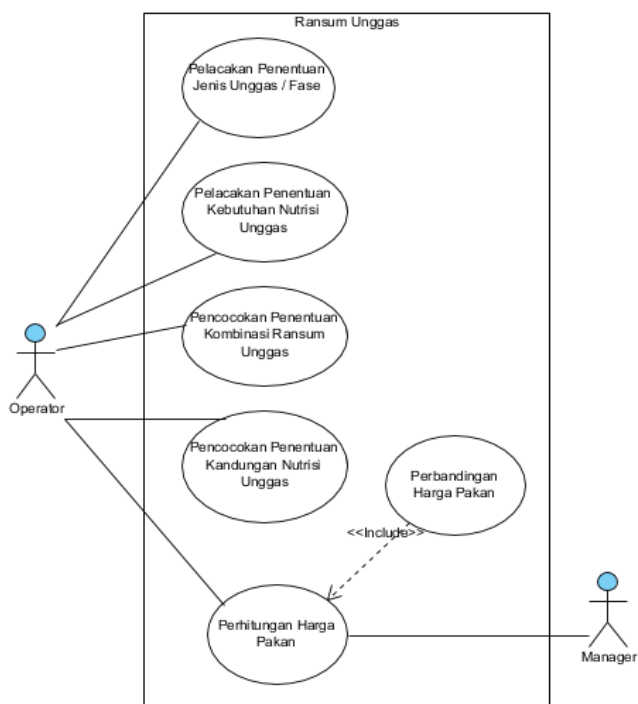 Ransum Unggas
Pelacakan Penentuan
Jenis Unggas / Fase
Pelacakan Penentuan
Kebutuhan Nutrisi
Unggas
Pencocokan Penentuan
Kombinasi Ransum
Unggas
Operator
Pencocokan Penentuan
Kandungan Nutrisi
Unggas
Perbandingan
Harga Pakan
<<Include>>
Perhitungan Harga
Pakan
Manager